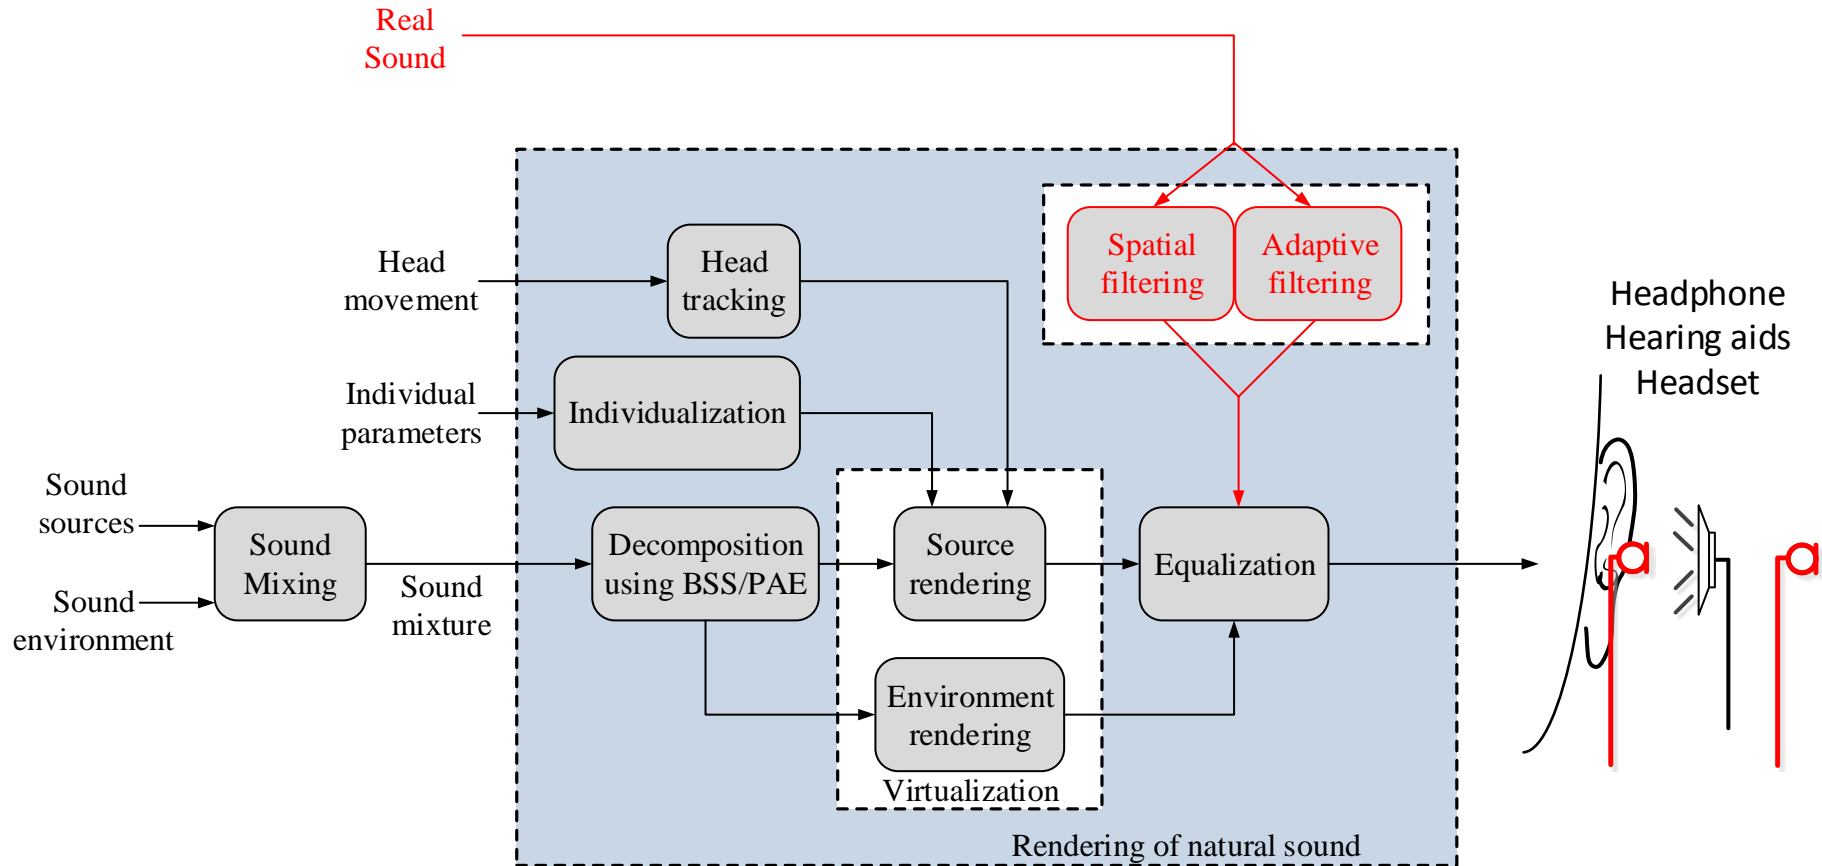 Real
Sound
Spatial
filtering
Adaptive
filtering
Head
movement
Head
tracking
Headphone
Hearing aids
Headset
Individual
parameters
Individualization
Sound
sources
Sound
environment
Sound
Mixing
Sound
mixture
Decomposition
using BSS/PAE
Source
rendering
Equalization
Environment
rendering
Virtualization
Rendering of natural sound